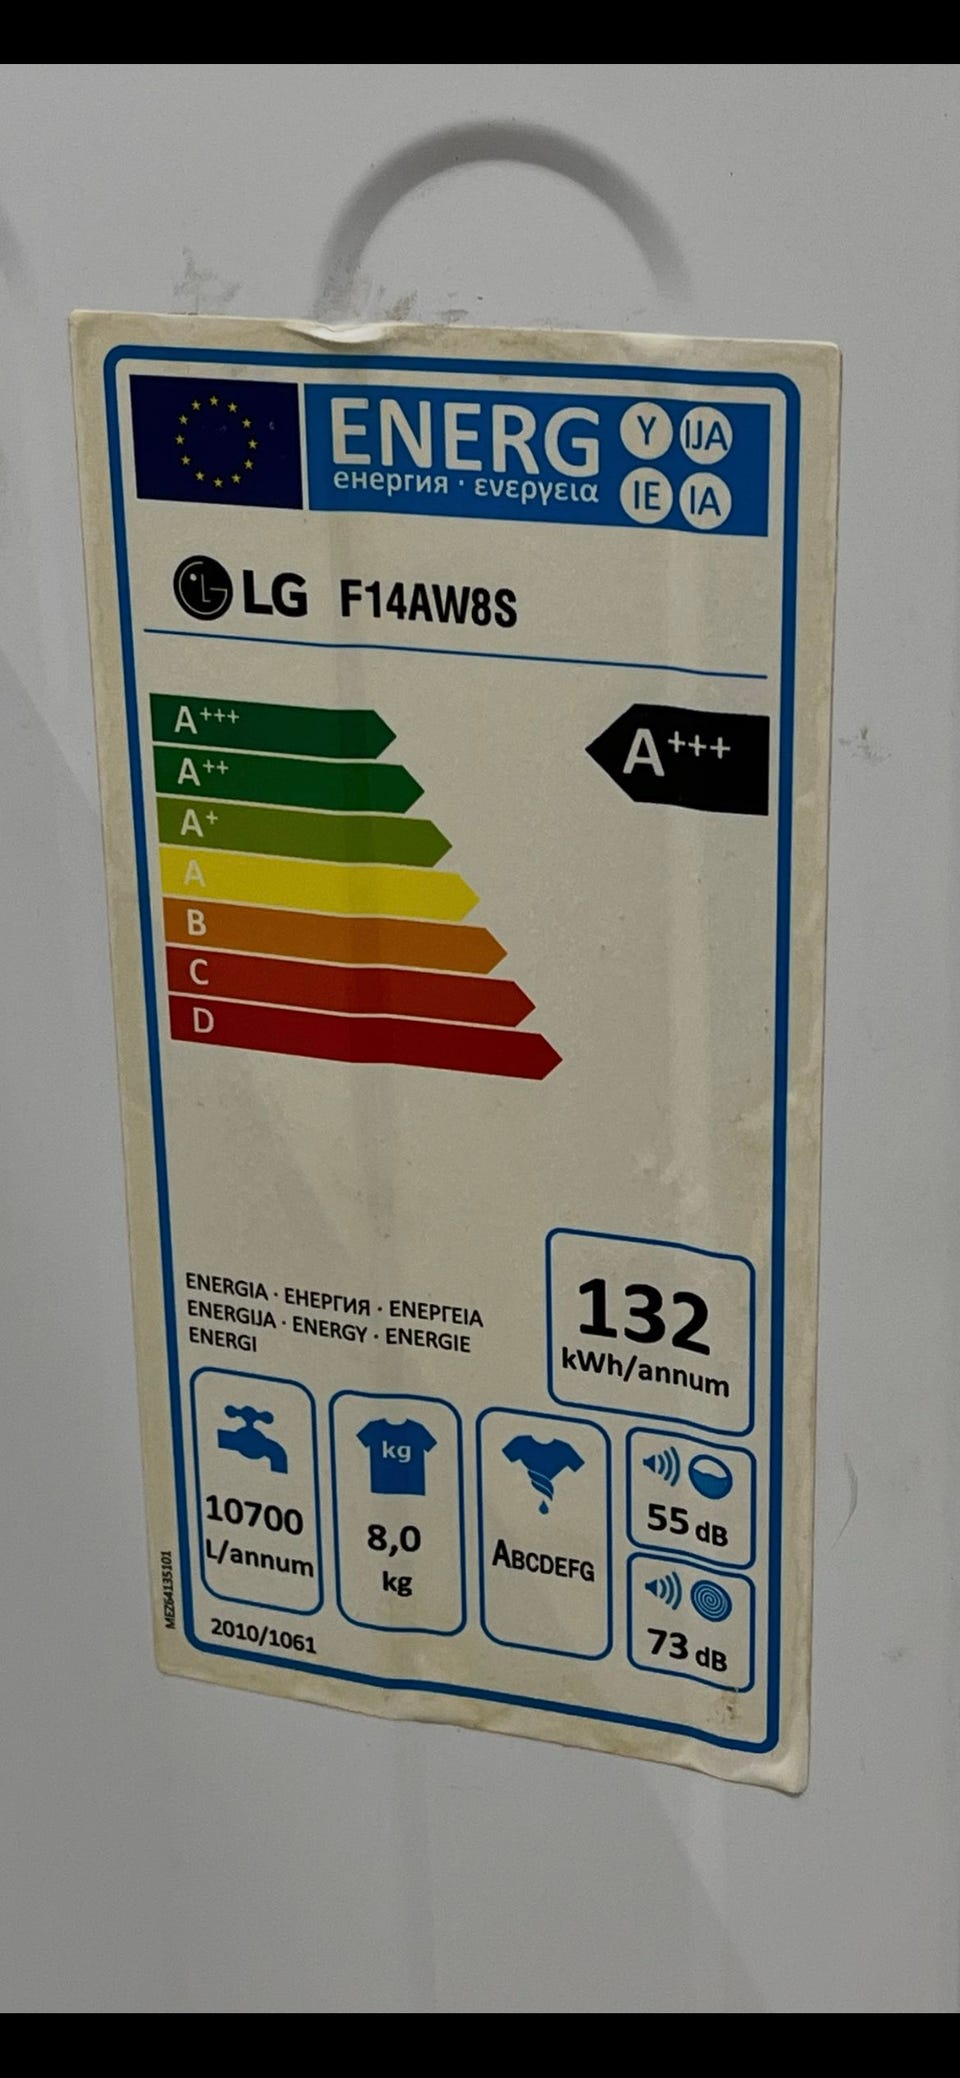 ENERG Y IJA
енергия · ενεργεια IE IA
LG F14AW8S
A+++
A++
A+
A
B
C
D
A+++
ENERGIA · ЕНЕРГИЯ · ΕΝΕΡΓΕΙΑ
ENERGIJA · ENERGY · ENERGIE
ENERGI
132
kWh/annum
10700
L/annum
kg
8,0
kg
ABCDEFG
55 dB
73 dB
2010/1061
MEZ64135101